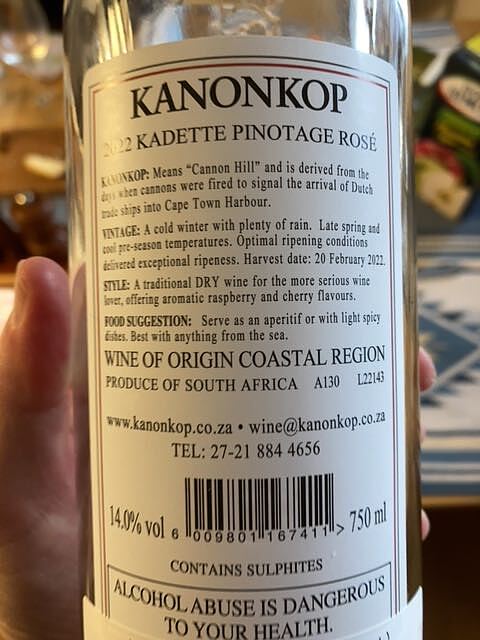 KANONKOP
2022 KADETTE PINOTAGE ROSÉ
KANONKOP: Means "Cannon Hill" and is derived from the
days when cannons were fired to signal the arrival of Dutch
trade ships into Cape Town Harbour.
VINTAGE: A cold winter with plenty of rain. Late spring and
cool pre-season temperatures. Optimal ripening conditions
delivered exceptional ripeness. Harvest date: 20 February 2022.
STYLE: A traditional DRY wine for the more serious wine
lover, offering aromatic raspberry and cherry flavours.
FOOD SUGGESTION: Serve as an aperitif or with light spicy
dishes. Best with anything from the sea.
WINE OF ORIGIN COASTAL REGION
PRODUCE OF SOUTH AFRICA A130 L22143
www.kanonkop.co.za • wine@kanonkop.co.za
TEL: 27-21 884 4656
14.0% vol 6 009801 167411 > 750 ml
CONTAINS SULPHITES
ALCOHOL ABUSE IS DANGEROUS
TO YOUR HEALTH.